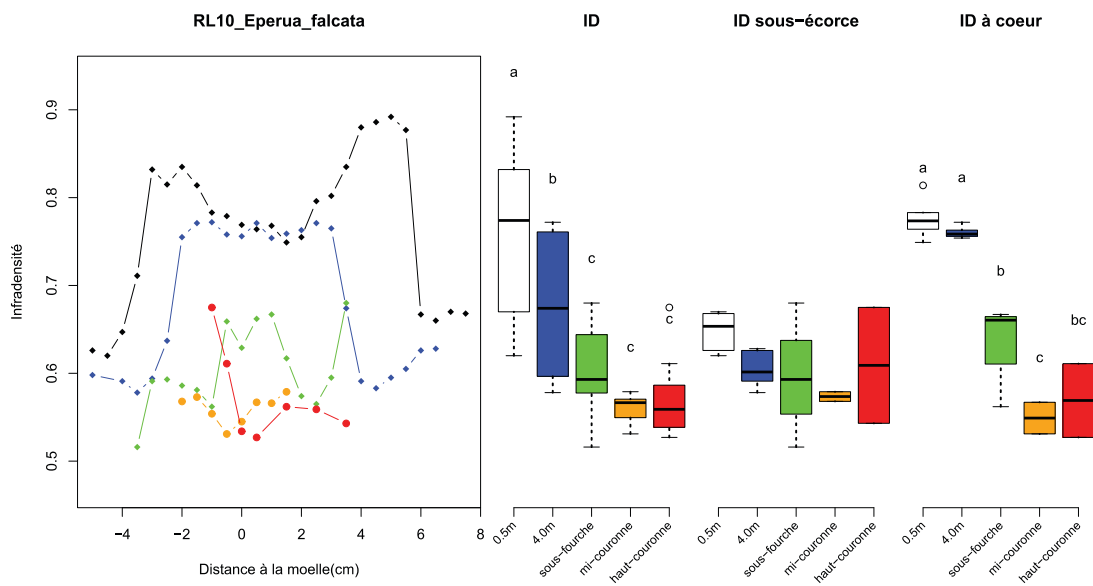 RL10_Eperua_falcata
ID
ID sous−écorce
ID à coeur
Infradensité
0.9
0.8
0.7
0.6
0.5
−4
−2
0
2
4
6
8
Distance à la moelle(cm)
a
b
c
c
c
0.5m
4.0m
sous−fourche
mi−couronne
haut−couronne
0.5m
4.0m
sous−fourche
mi−couronne
haut−couronne
a
a
b
c
bc
0.5m
4.0m
sous−fourche
mi−couronne
haut−couronne